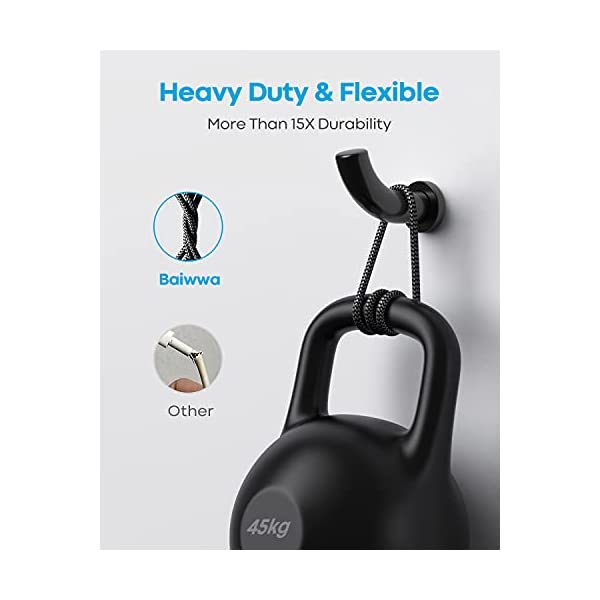 Heavy Duty & Flexible
More Than 15X Durability
Baiwwa
Other
45kg